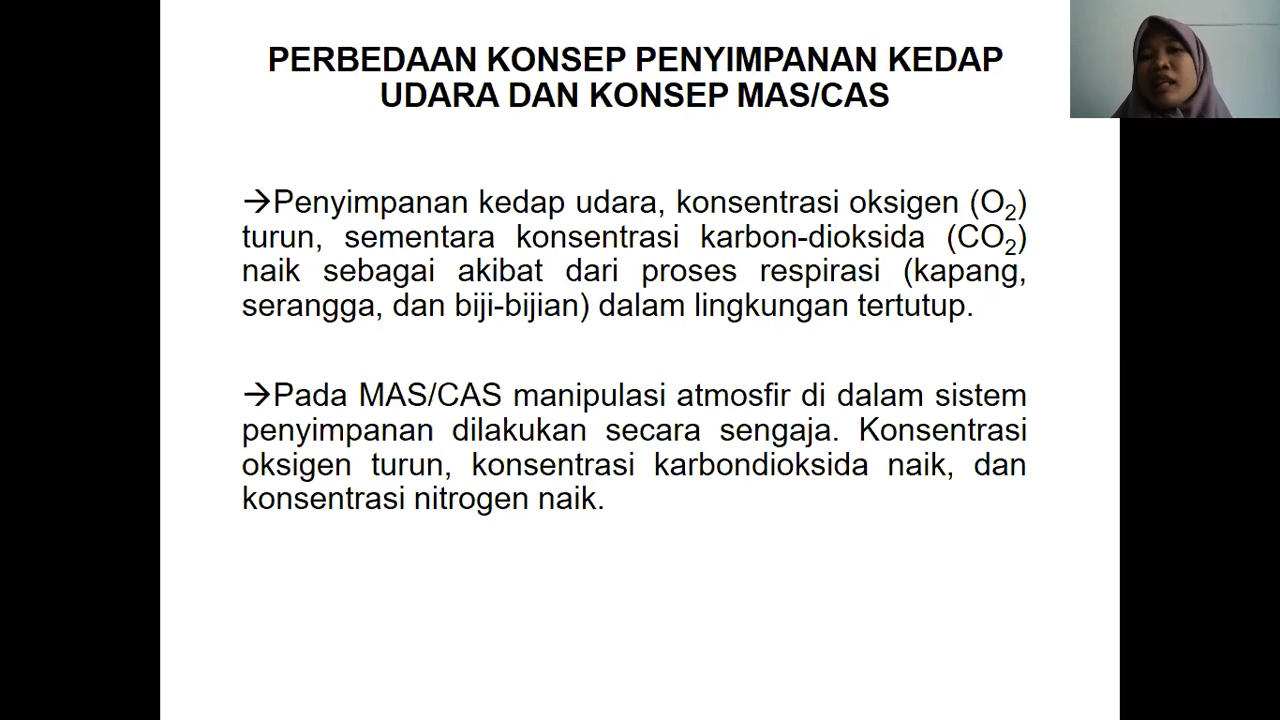 PERBEDAAN KONSEP PENYIMPANAN KEDAP
UDARA DAN KONSEP MAS/CAS
→Penyimpanan kedap udara, konsentrasi oksigen (O₂)
turun, sementara konsentrasi karbon-dioksida (CO₂)
naik sebagai akibat dari proses respirasi (kapang,
serangga, dan biji-bijian) dalam lingkungan tertutup.
→Pada MAS/CAS manipulasi atmosfir di dalam sistem
penyimpanan dilakukan secara sengaja. Konsentrasi
oksigen turun, konsentrasi karbondioksida naik, dan
konsentrasi nitrogen naik.